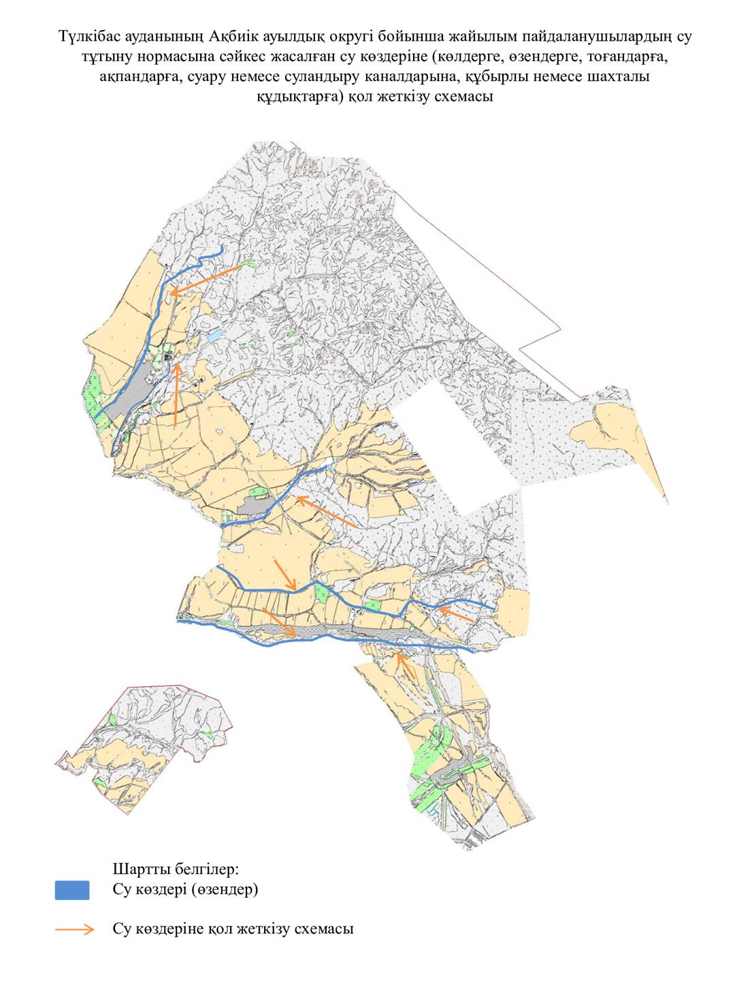 Түлкібас ауданының Ақбиік ауылдық округі бойынша жайылым пайдаланушылардың су
тұтыну нормасына сәйкес жасалған су көздеріне (көлдерге, өзендерге, тоғандарға,
ақпандарға, суару немесе суландыру каналдарына, құбырлы немесе шахталы
құдықтарға) қол жеткізу схемасы
Шартты белгілер:
Су көздері (өзендер)
Су көздеріне қол жеткізу схемасы